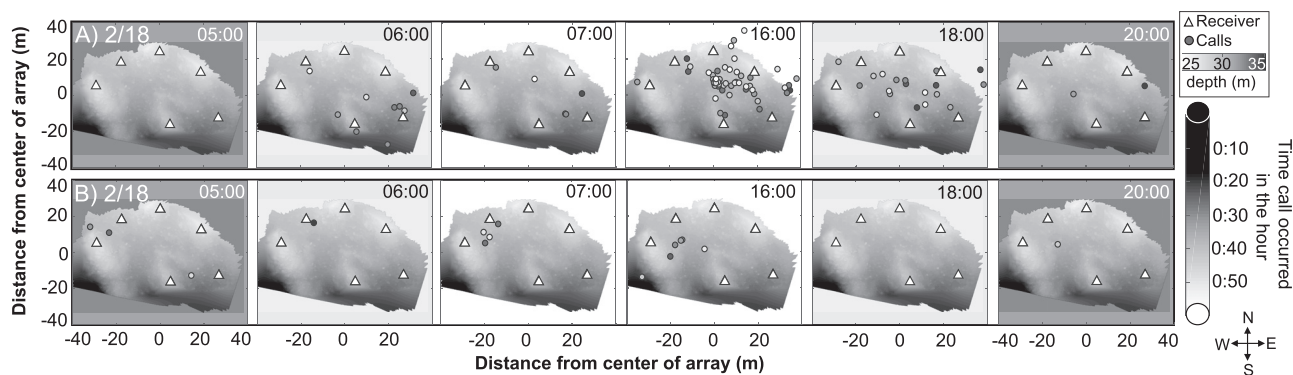 A) 2/18 05:00 06:00 07:00 16:00 18:00 20:00
40
20
0
-20
-40
B) 2/18 05:00 06:00 07:00 16:00 18:00 20:00
40
20
0
-20
-40
-40 -20 0 20 40 -20 0 20 -20 0 20 -20 0 20 -20 0 20 -20 0 20 40
Distance from center of array (m)
Distance from center of array (m)
Receiver
Calls
25 30 35
depth (m)
0:10
0:20
0:30
0:40
0:50
Time call occurred
in the hour
N
W E
S